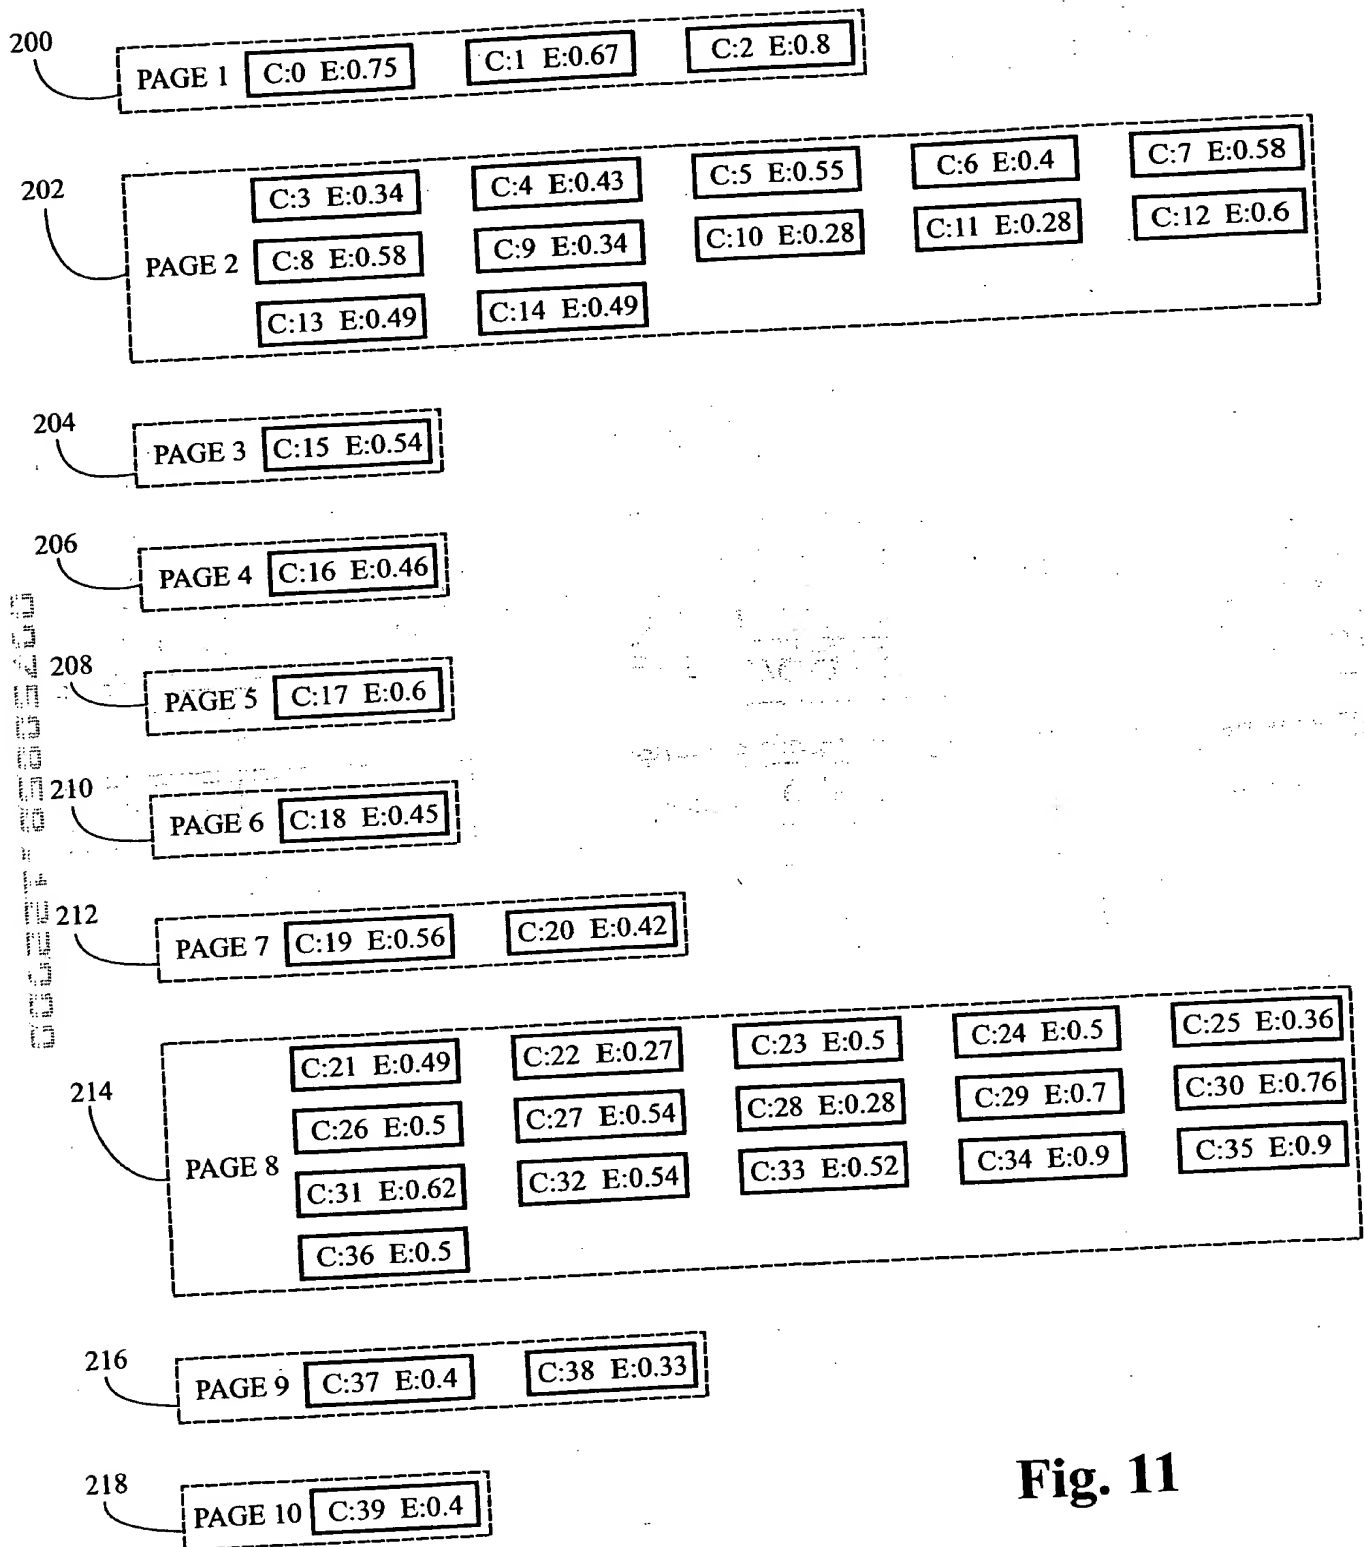 200
PAGE 1 C:0 E:0.75 C:1 E:0.67 C:2 E:0.8
202
C:3 E:0.34 C:4 E:0.43 C:5 E:0.55 C:6 E:0.4 C:7 E:0.58
PAGE 2 C:8 E:0.58 C:9 E:0.34 C:10 E:0.28 C:11 E:0.28 C:12 E:0.6
C:13 E:0.49 C:14 E:0.49
204
PAGE 3 C:15 E:0.54
206
PAGE 4 C:16 E:0.46
208
PAGE 5 C:17 E:0.6
210
PAGE 6 C:18 E:0.45
212
PAGE 7 C:19 E:0.56 C:20 E:0.42
214
C:21 E:0.49 C:22 E:0.27 C:23 E:0.5 C:24 E:0.5 C:25 E:0.36
C:26 E:0.5 C:27 E:0.54 C:28 E:0.28 C:29 E:0.7 C:30 E:0.76
PAGE 8 C:31 E:0.62 C:32 E:0.54 C:33 E:0.52 C:34 E:0.9 C:35 E:0.9
C:36 E:0.5
216
PAGE 9 C:37 E:0.4 C:38 E:0.33
218
PAGE 10 C:39 E:0.4
Fig. 11